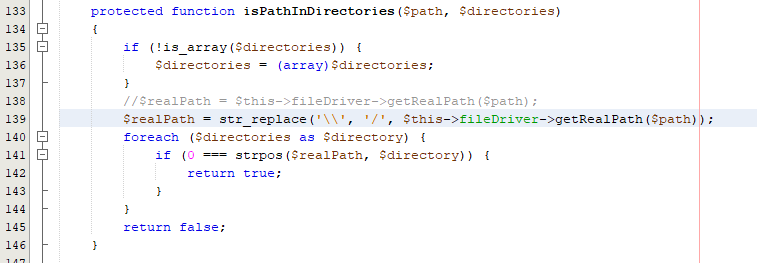 133 protected function isPathInDirectories($path, $directories)
134 {
135 if (!is_array($directories)) {
136 $directories = (array)$directories;
137 }
138 //$realPath = $this->fileDriver->getRealPath($path);
139 $realPath = str_replace('\\', '/', $this->fileDriver->getRealPath($path));
140 foreach ($directories as $directory) {
141 if (0 === strpos($realPath, $directory)) {
142 return true;
143 }
144 }
145 return false;
146 }
147